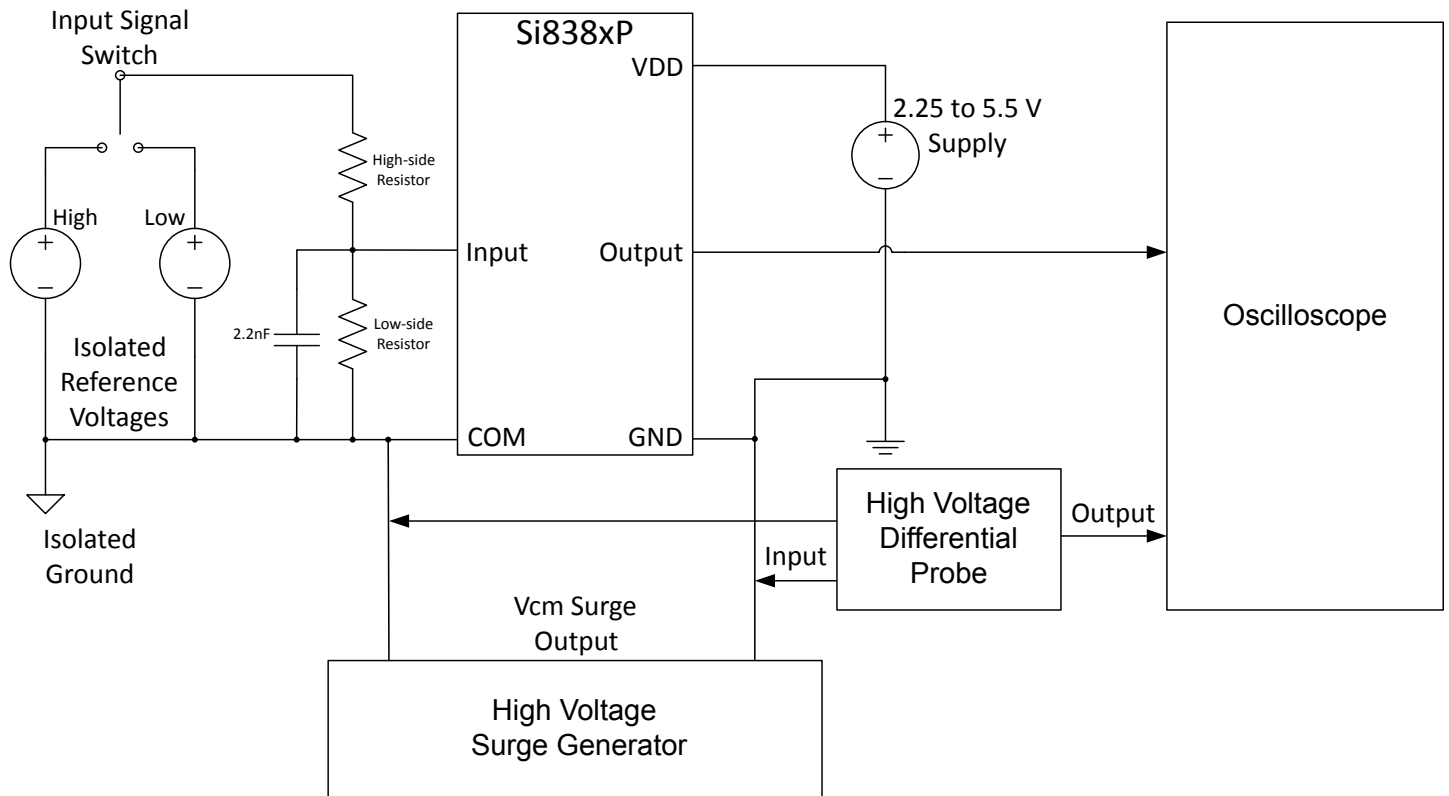 Input Signal
Switch
Si838xP
VDD
2.25 to 5.5 V
Supply
+
−
High-side
Resistor
High
Low
+
−
+
−
Input
Output
Oscilloscope
2.2nF
Low-side
Resistor
Isolated
Reference
Voltages
COM
GND
Isolated
Ground
High Voltage
Differential
Probe
Output
Input
Vcm Surge
Output
High Voltage
Surge Generator